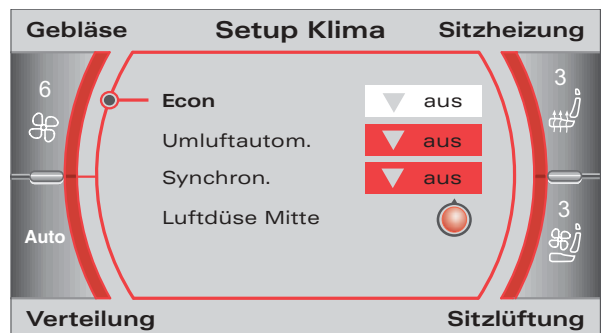 Gebläse Setup Klima Sitzheizung
6 Econ aus 3
Umluftautom. aus
Synchron. aus
Luftdüse Mitte 3
Auto
Verteilung Sitzlüftung